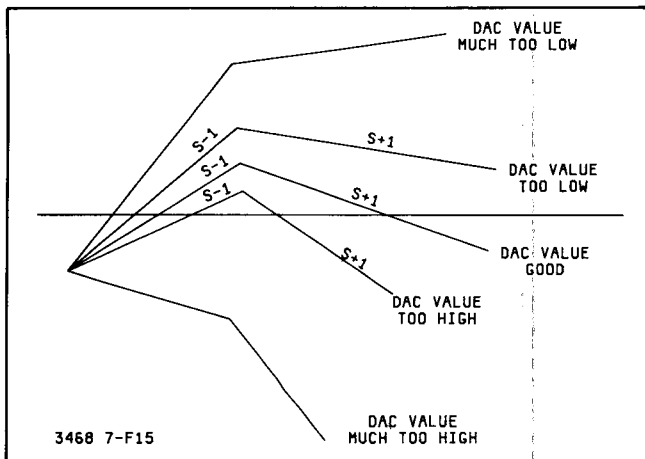 DAC VALUE
MUCH TOO LOW
S-1
S+1
S-1
DAC VALUE
TOO LOW
S-1
S+1
DAC VALUE
GOOD
S+1
DAC VALUE
TOO HIGH
DAC VALUE
MUCH TOO HIGH
3468 7-F15